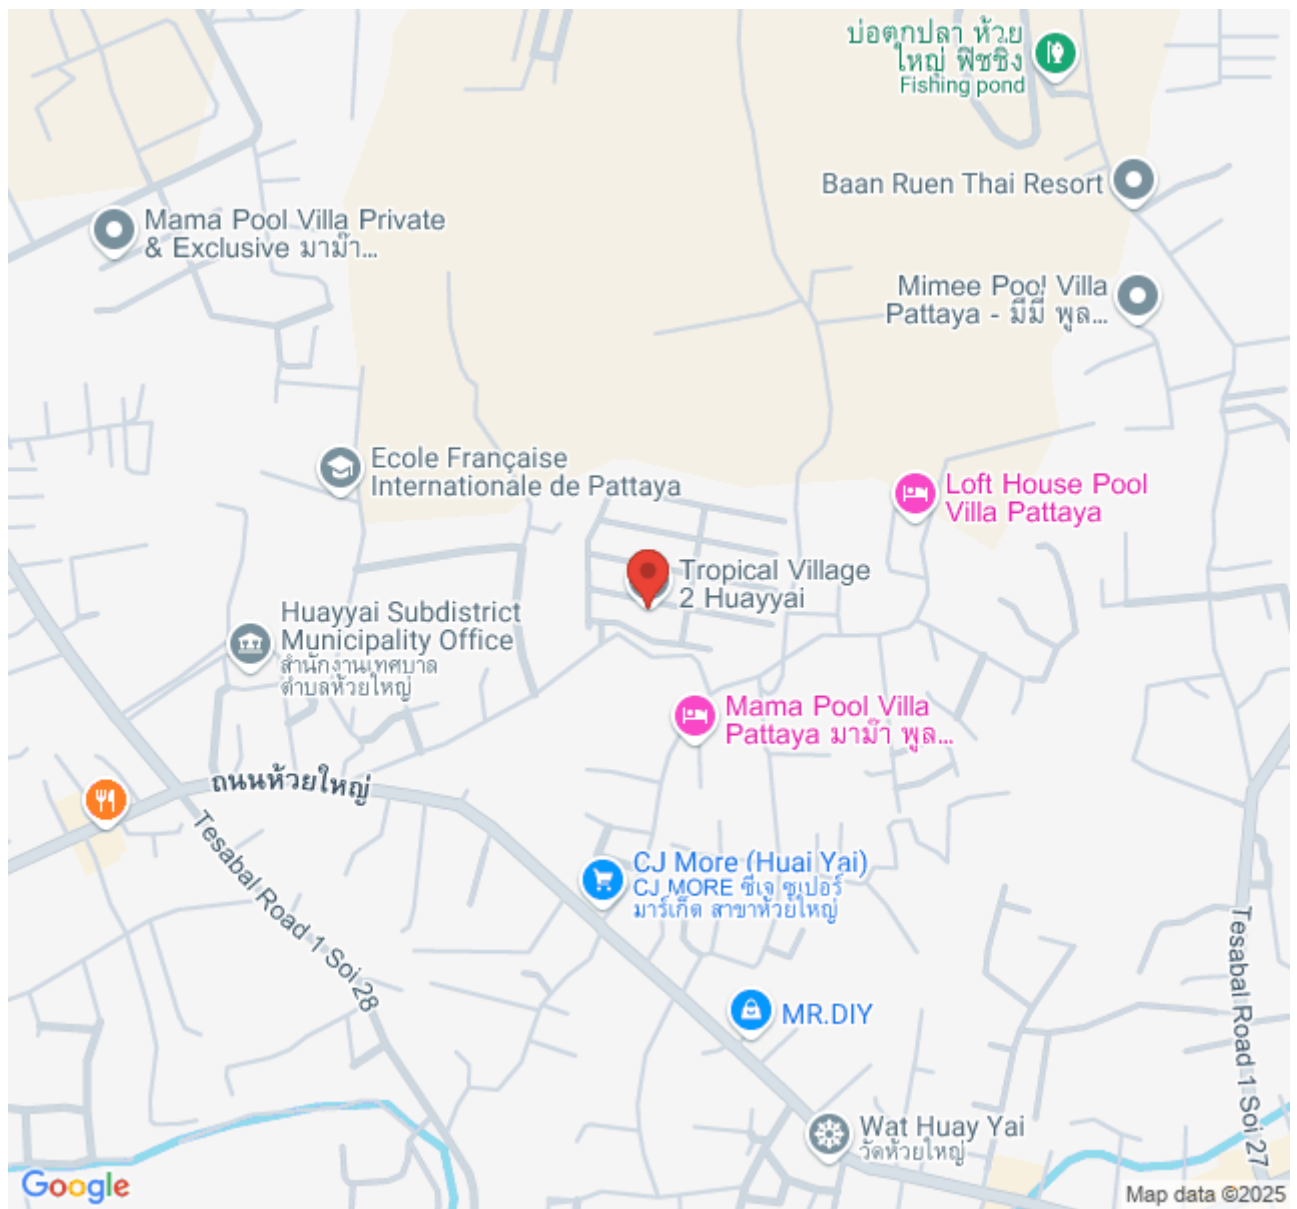 บ่อตกปลา ห้วย
ใหญ่ ฟิชชิง
Fishing pond
Baan Ruen Thai Resort
Mama Pool Villa Private
& Exclusive มาม๊า...
Mimee Pool Villa
Pattaya - มีมี่ พูล...
Ecole Française
Internationale de Pattaya
Loft House Pool
Villa Pattaya
Tropical Village
2 Huayyai
Huayyai Subdistrict
Municipality Office
สำนักงานเทศบาล
ตำบลห้วยใหญ่
Mama Pool Villa
Pattaya มาม๊า พูล...
ถนนห้วยใหญ่
Tesabal Road 1 Soi 28
CJ More (Huai Yai)
CJ MORE ซีเจ ซูเปอร์
มาร์เก็ต สาขาห้วยใหญ่
Tesabal Road 1 Soi 27
MR.DIY
Wat Huay Yai
วัดห้วยใหญ่
Google
Map data ©2025